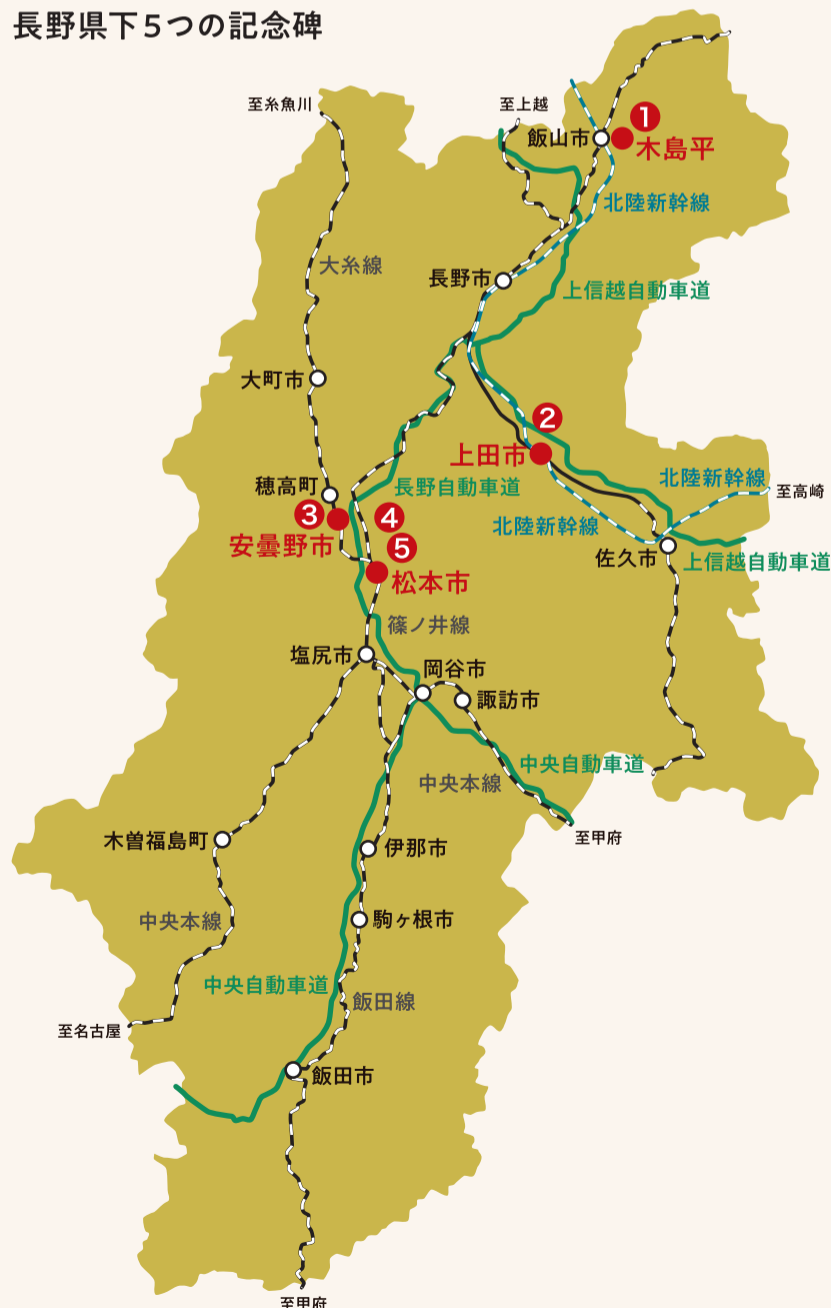 長野県下5つの記念碑
至糸魚川
至上越
飯山市
❶
木島平
北陸新幹線
大糸線
長野市
上信越自動車道
大町市
❷
上田市
穂高町
長野自動車道
北陸新幹線
至高崎
❸
安曇野市
❹
❺
松本市
北陸新幹線
佐久市
上信越自動車道
篠ノ井線
塩尻市
岡谷市
諏訪市
中央自動車道
中央本線
至甲府
木曽福島町
伊那市
中央本線
駒ヶ根市
中央自動車道
飯田線
至名古屋
飯田市
至甲府